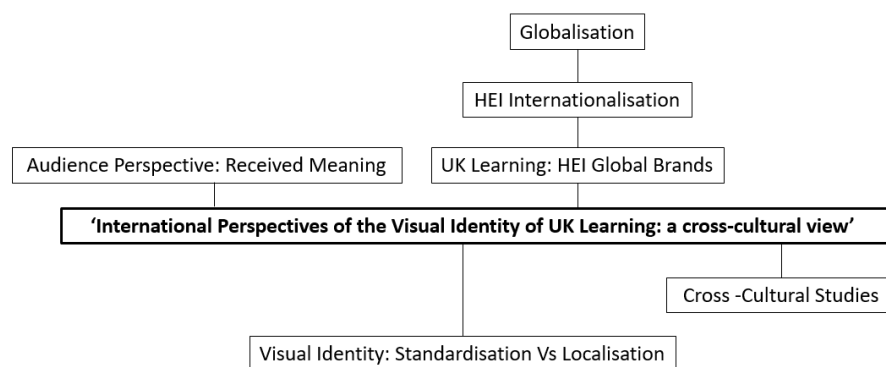 Globalisation
HEI Internationalisation
Audience Perspective: Received Meaning
UK Learning: HEI Global Brands
‘International Perspectives of the Visual Identity of UK Learning: a cross-cultural view’
Cross -Cultural Studies
Visual Identity: Standardisation Vs Localisation